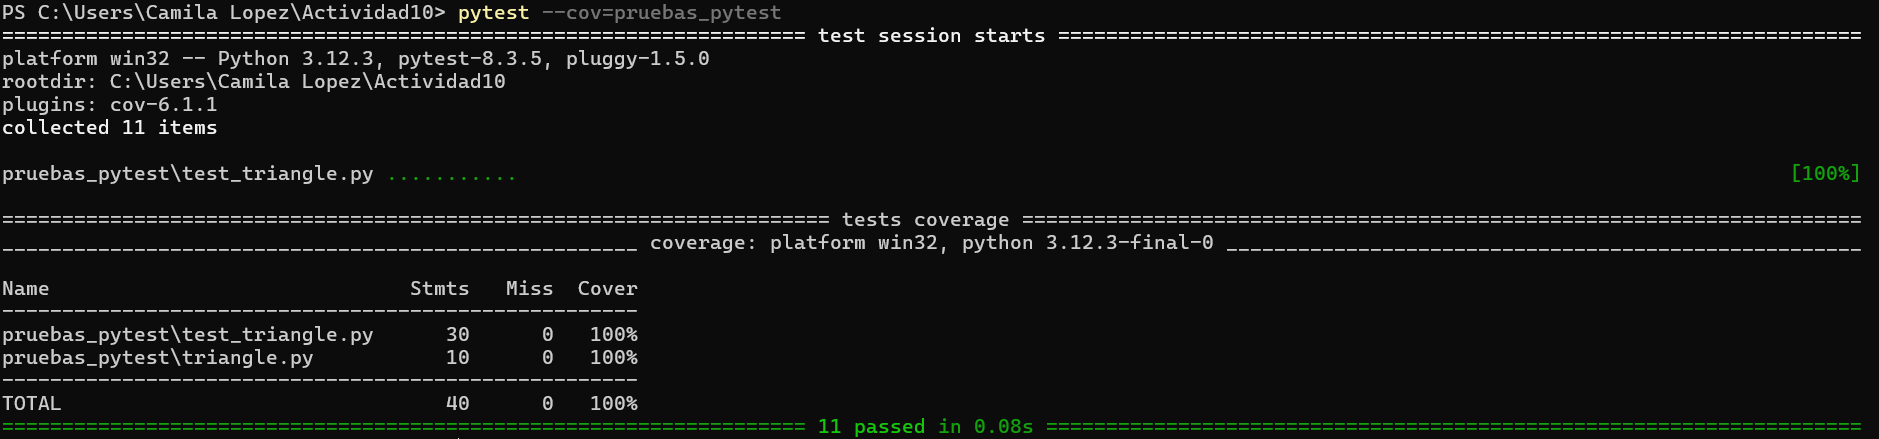 PS C:\Users\Camila Lopez\Actividad10> pytest --cov=pruebas_pytest
=================================================================== test session starts ===================================================================
platform win32 -- Python 3.12.3, pytest-8.3.5, pluggy-1.5.0
rootdir: C:\Users\Camila Lopez\Actividad10
plugins: cov-6.1.1
collected 11 items
pruebas_pytest\test_triangle.py ........... [100%]
===================================================================== tests coverage ======================================================================
_____________________________________________________ coverage: platform win32, python 3.12.3-final-0 _____________________________________________________
Name                              Stmts   Miss  Cover
-----------------------------------------------------
pruebas_pytest\test_triangle.py      30      0   100%
pruebas_pytest\triangle.py           10      0   100%
-----------------------------------------------------
TOTAL                                40      0   100%
=================================================================== 11 passed in 0.08s ====================================================================